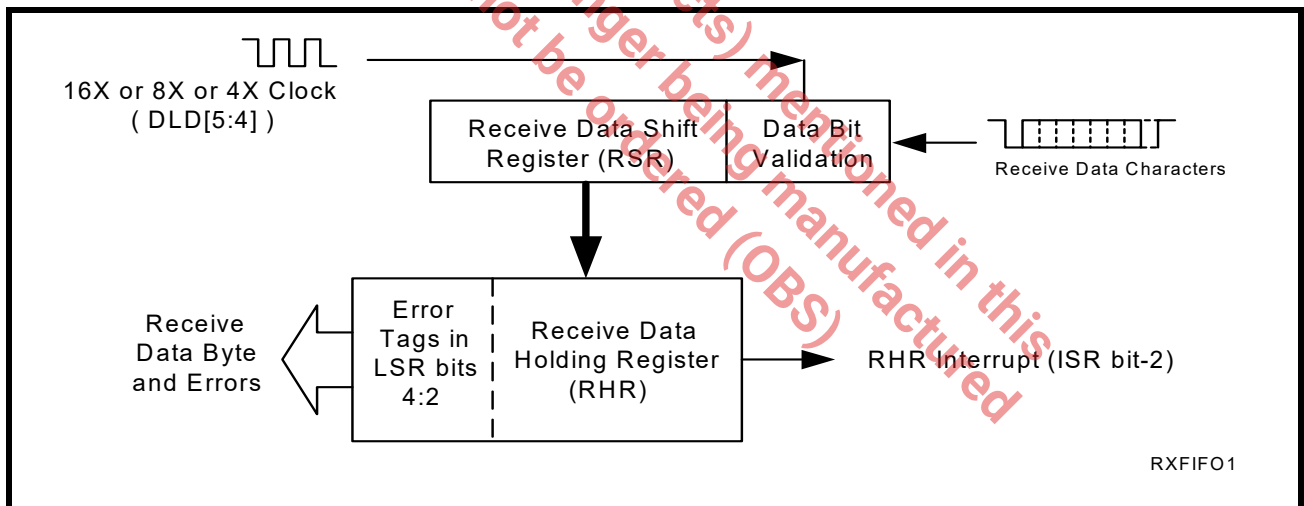 16X or 8X or 4X Clock
( DLD[5:4] )
Receive Data Shift
Register (RSR)
Data Bit
Validation
Receive Data Characters
Receive
Data Byte
and Errors
Error
Tags in
LSR bits
4:2
Receive Data
Holding Register
(RHR)
RHR Interrupt (ISR bit-2)
RXFIFO1
mentioned in this
being manufactured
not be ordered (OBS)